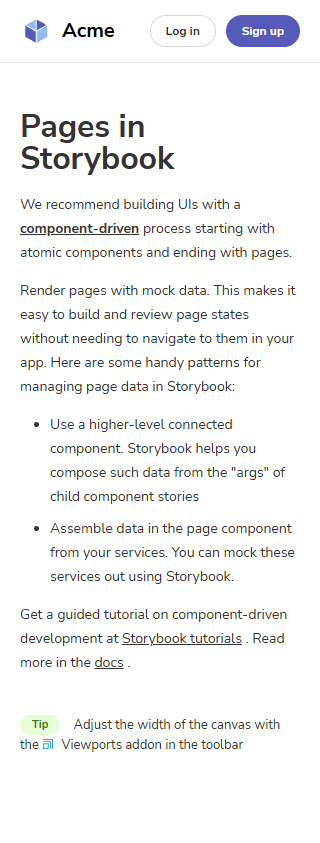 Acme
Log in
Sign up
Pages in
Storybook
We recommend building UIs with a
component-driven process starting with
atomic components and ending with pages.
Render pages with mock data. This makes it
easy to build and review page states
without needing to navigate to them in your
app. Here are some handy patterns for
managing page data in Storybook:
Use a higher-level connected
component. Storybook helps you
compose such data from the "args" of
child component stories
Assemble data in the page component
from your services. You can mock these
services out using Storybook.
Get a guided tutorial on component-driven
development at Storybook tutorials . Read
more in the docs .
Tip Adjust the width of the canvas with
the Viewports addon in the toolbar